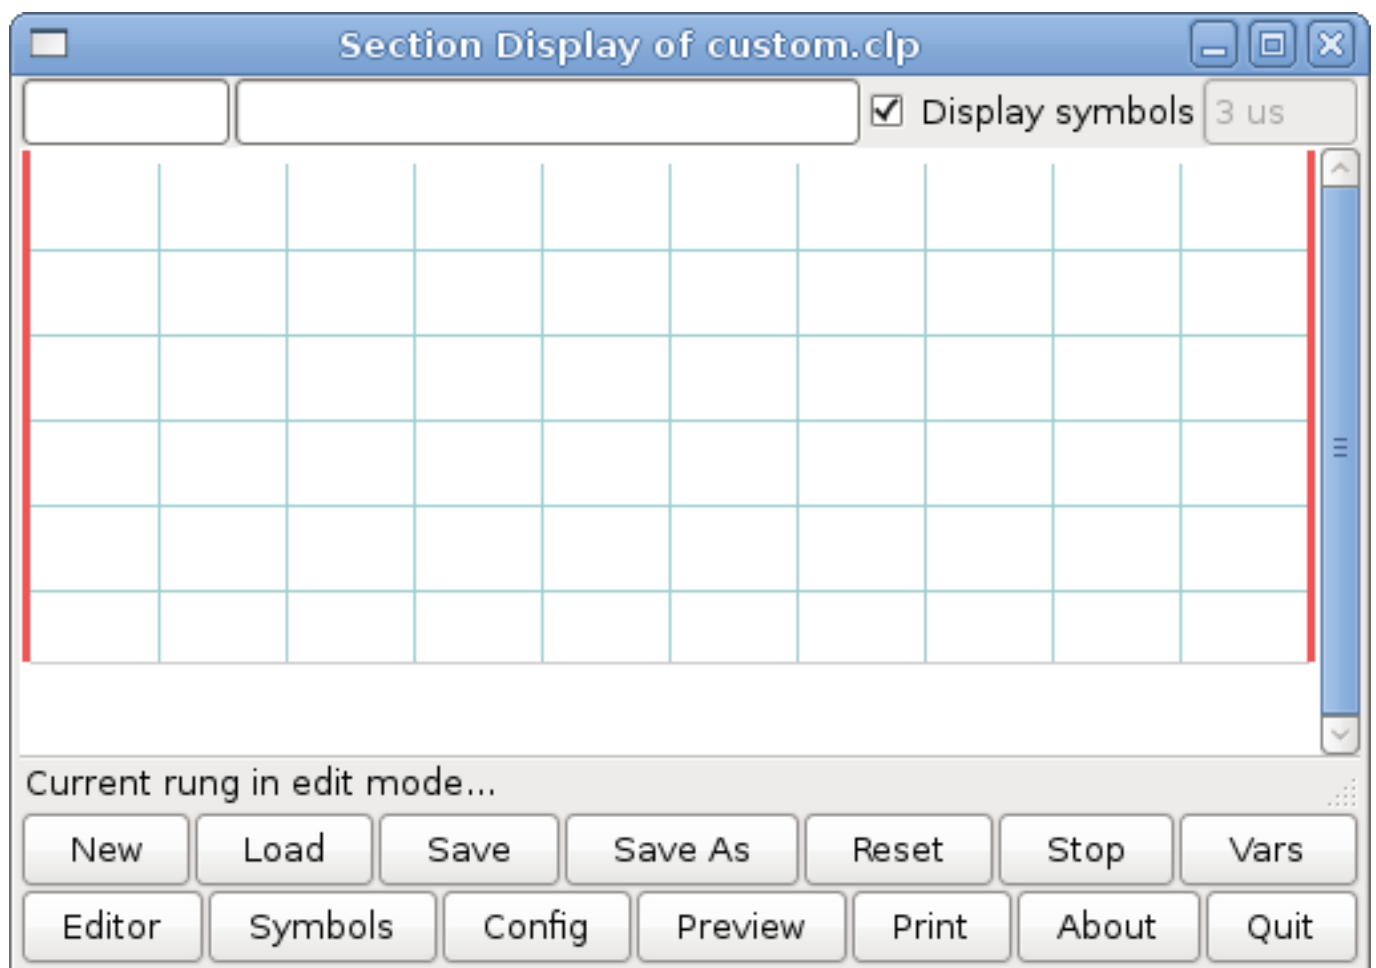 Section Display of custom.clp
Display symbols 3 us
Current rung in edit mode...
New Load Save Save As Reset Stop Vars
Editor Symbols Config Preview Print About Quit